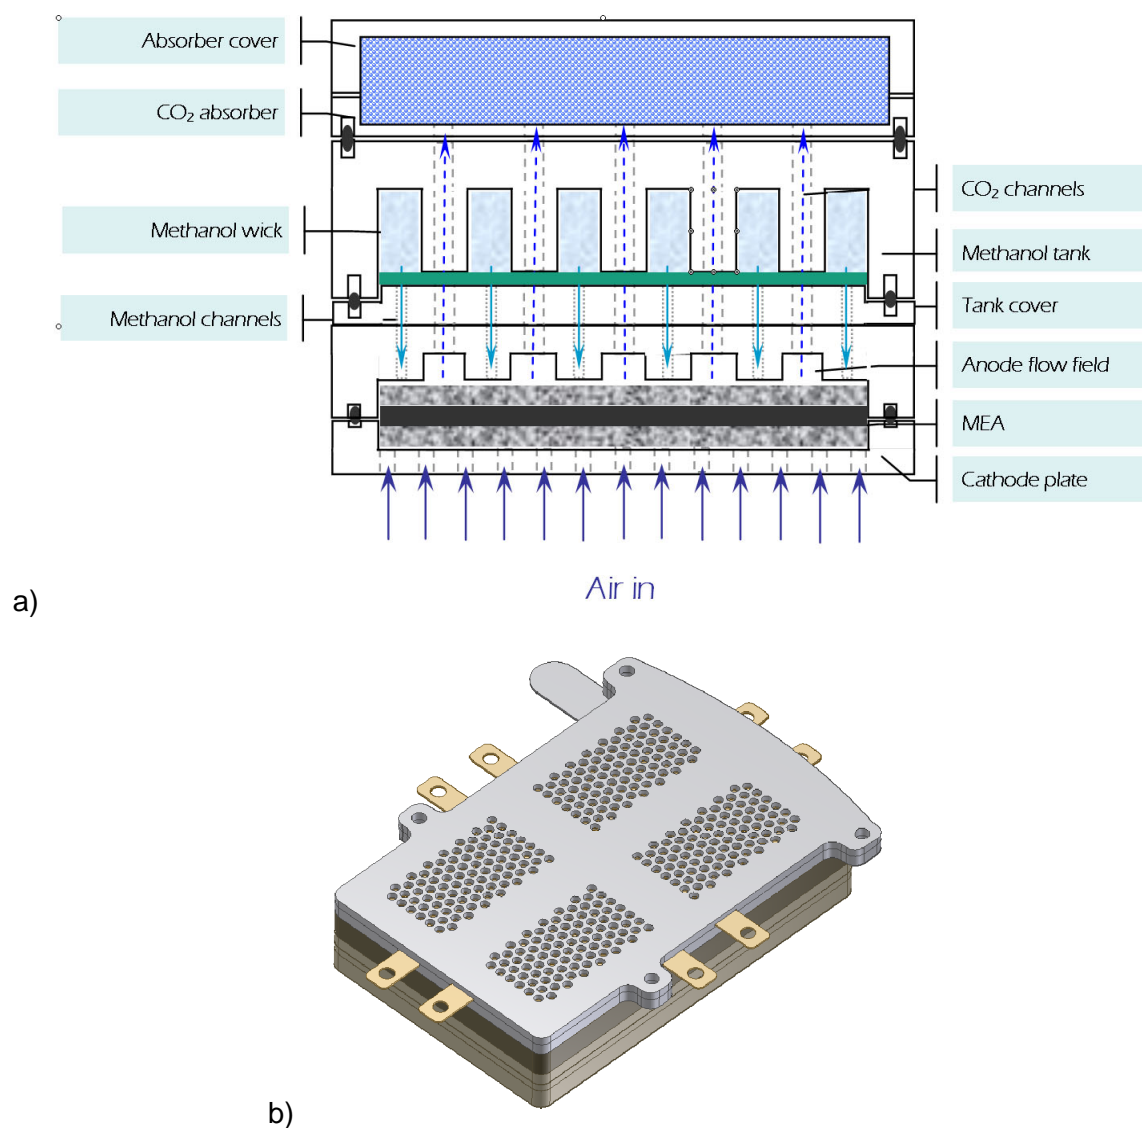 Absorber cover
CO₂ absorber
CO₂ channels
Methanol wick
Methanol tank
Tank cover
Methanol channels
Anode flow field
MEA
Cathode plate
Air in
a)
b)